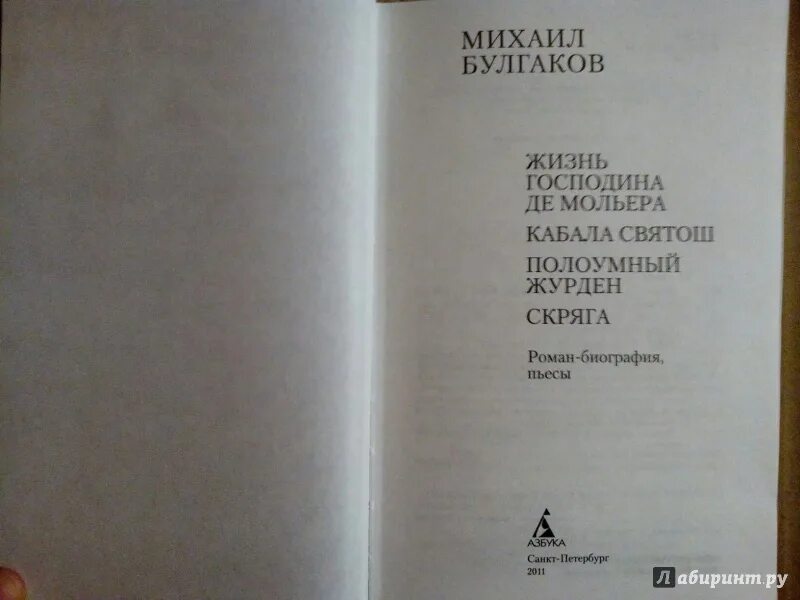 МИХАИЛ
БУЛГАКОВ
ЖИЗНЬ
ГОСПОДИНА
ДЕ МОЛЬЕРА
КАБАЛА СВЯТОШ
ПОЛОУМНЫЙ
ЖУРДЕН
СКРЯГА
Роман-биография,
пьесы
АЗБУКА
Санкт-Петербург
2011
Лабиринт.ру